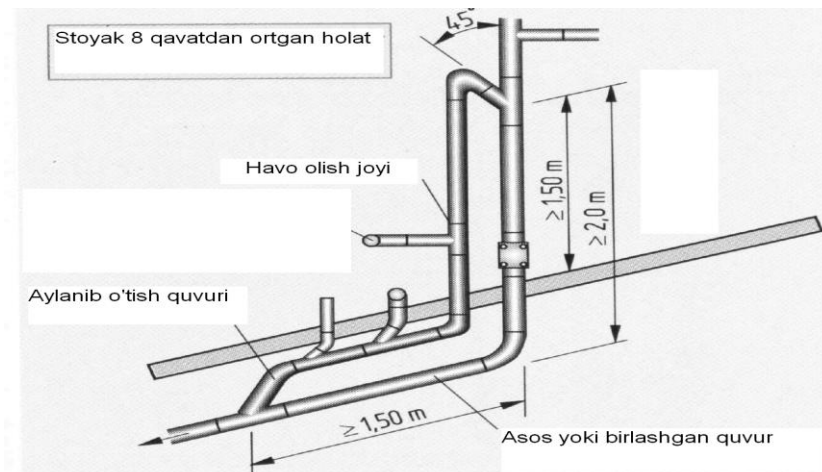 Stoyak 8 qavatdan ortgan holat
45°
Havo olish joyi
≥ 1,50 m
≥ 2,0 m
Aylanib o'tish quvuri
≥ 1,50 m
Asos yoki birlashgan quvur